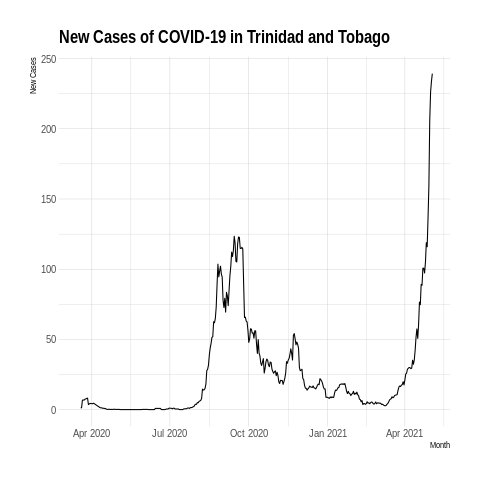 New Cases of COVID-19 in Trinidad and Tobago
New Cases
250
200
150
100
50
0
Apr 2020 Jul 2020 Oct 2020 Jan 2021 Apr 2021
Month